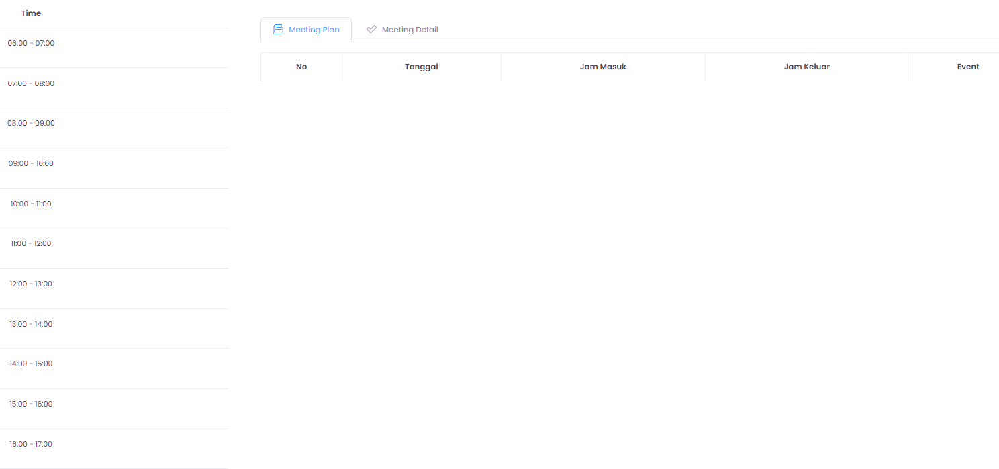 Time
06:00 - 07:00
07:00 - 08:00
08:00 - 09:00
09:00 - 10:00
10:00 - 11:00
11:00 - 12:00
12:00 - 13:00
13:00 - 14:00
14:00 - 15:00
15:00 - 16:00
16:00 - 17:00
Meeting Plan Meeting Detail
No Tanggal Jam Masuk Jam Keluar Event